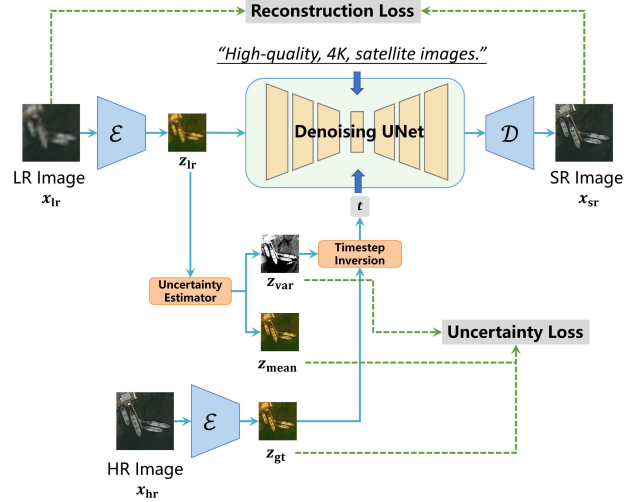 Reconstruction Loss
“High-quality, 4K, satellite images.”
ℰ
Denoising UNet
𝒟
LR Image
x_lr
z_lr
SR Image
x_sr
t
Uncertainty
Estimator
z_var
Timestep
Inversion
Uncertainty Loss
z_mean
ℰ
HR Image
x_hr
z_gt